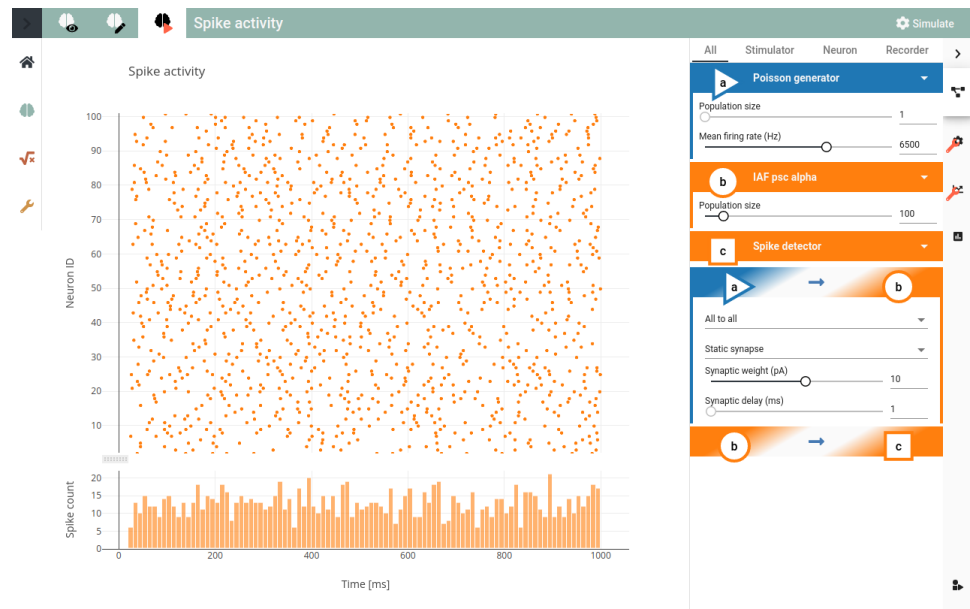 Spike activity
Simulate
All Stimulator Neuron Recorder
Spike activity
a Poisson generator
Population size
1
Mean firing rate (Hz)
6500
b IAF psc alpha
Population size
100
c Spike detector
a b
All to all
Static synapse
Synaptic weight (pA)
10
Synaptic delay (ms)
1
b c
Neuron ID
100
90
80
70
60
50
40
30
20
10
Spike count
20
15
10
5
0
0 200 400 600 800 1000
Time [ms]